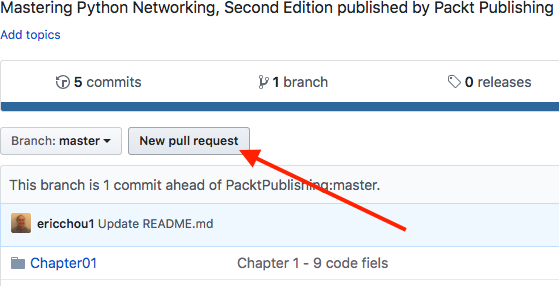 Mastering Python Networking, Second Edition published by Packt Publishing
Add topics
5 commits 1 branch 0 releases
Branch: master New pull request
This branch is 1 commit ahead of PacktPublishing:master.
ericchou1 Update README.md
Chapter01 Chapter 1 - 9 code fiels